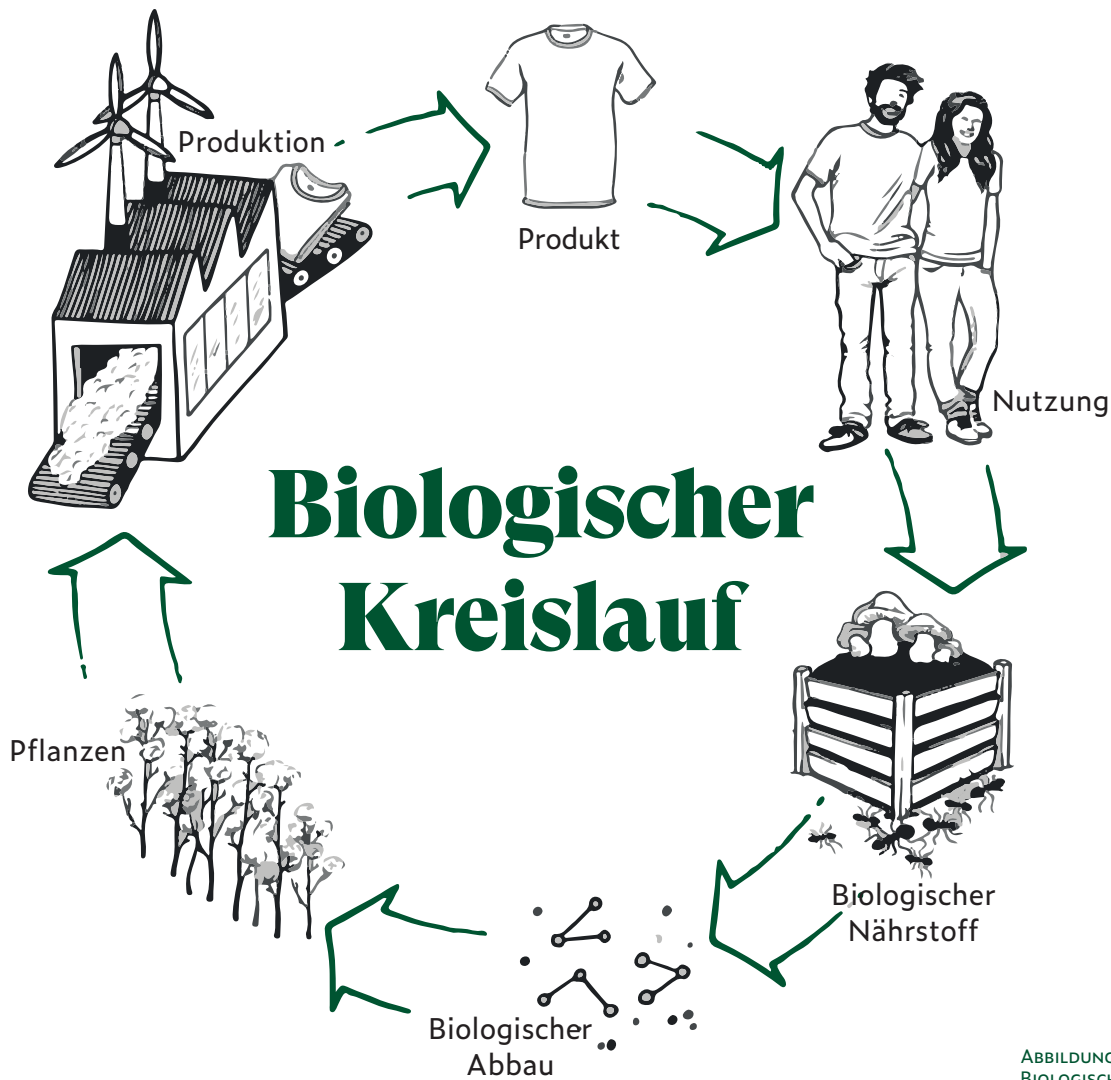 Produktion
Produkt
Nutzung
Biologischer
Kreislauf
Pflanzen
Biologischer
Nährstoff
Biologischer
Abbau